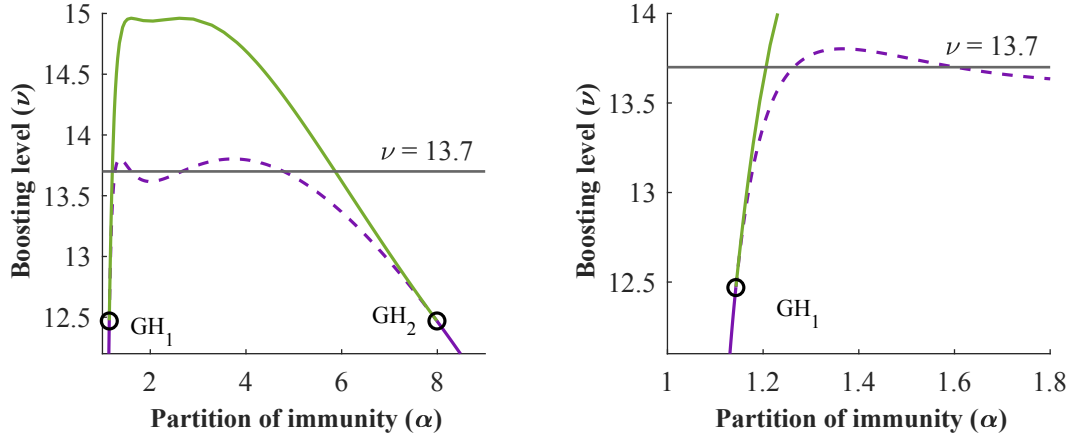 15
14.5
14
13.5
13
12.5
Boosting level (ν)
ν = 13.7
GH1
GH2
2
4
6
8
Partition of immunity (α)
14
13.5
13
12.5
Boosting level (ν)
ν = 13.7
GH1
1
1.2
1.4
1.6
1.8
Partition of immunity (α)